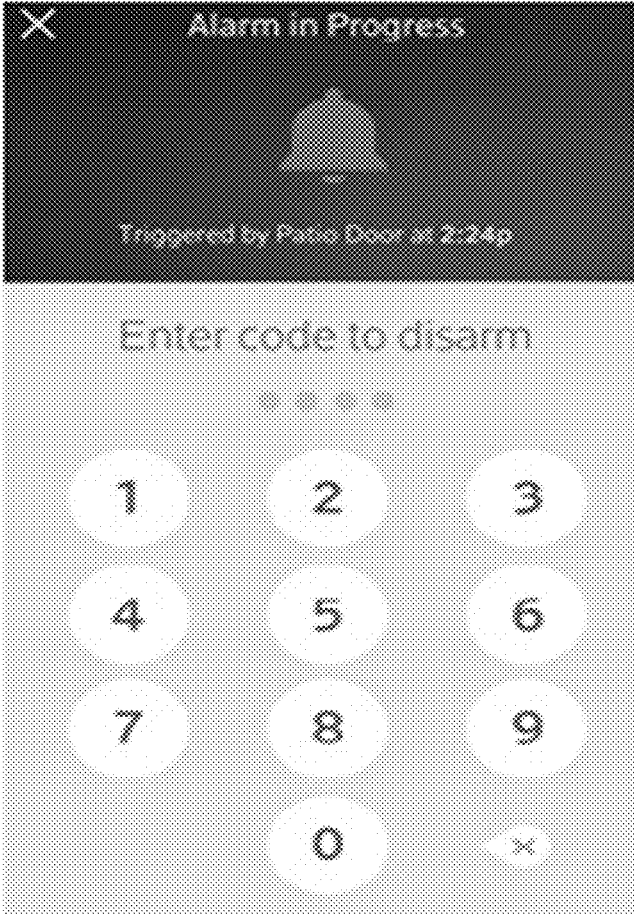 Alarm in Progress
Triggered by Patio Door at 2:24p
Enter code to disarm
1 2 3
4 5 6
7 8 9
0